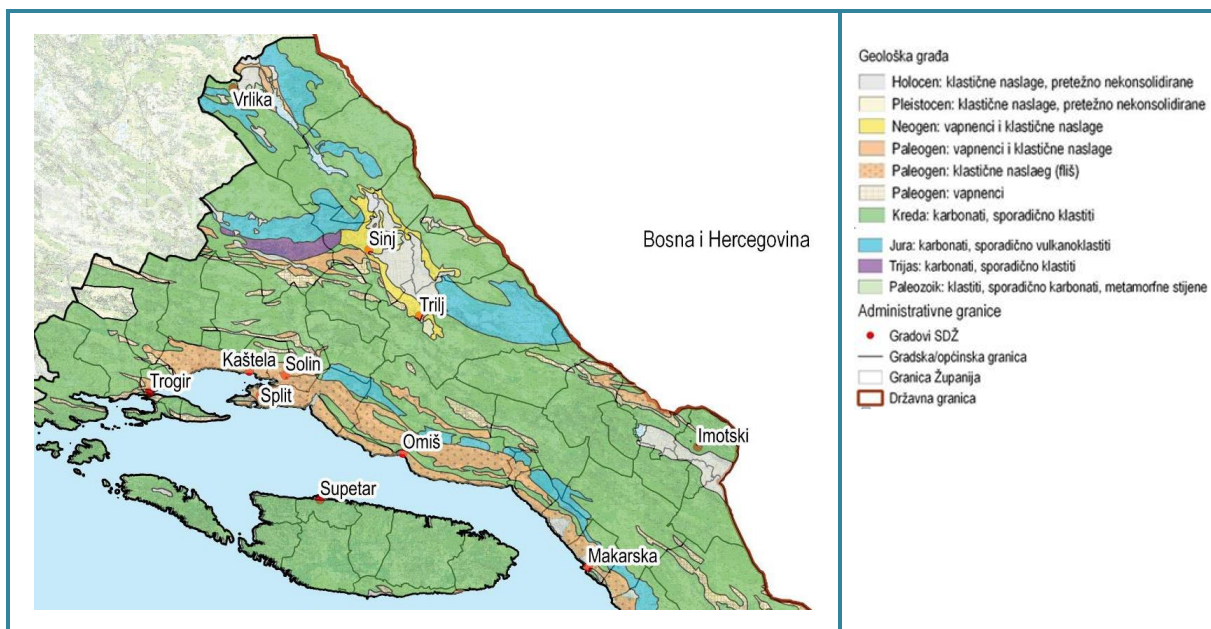 Vrlika
Sinj
Bosna i Hercegovina
Trilj
Kaštela
Solin
Trogir
Split
Imotski
Omiš
Supetar
Makarska
Geološka građa
Holocen: klastične naslage, pretežno nekonsolidirane
Pleistocen: klastične naslage, pretežno nekonsolidirane
Neogen: vapnenci i klastične naslage
Paleogen: vapnenci i klastične naslage
Paleogen: klastične naslaeg (fliš)
Paleogen: vapnenci
Kreda: karbonati, sporadično klastiti
Jura: karbonati, sporadično vulkanoklastiti
Trijas: karbonati, sporadično klastiti
Paleozoik: klastiti, sporadično karbonati, metamorfne stijene
Administrativne granice
Gradovi SDŽ
Gradska/općinska granica
Granica Županija
Državna granica